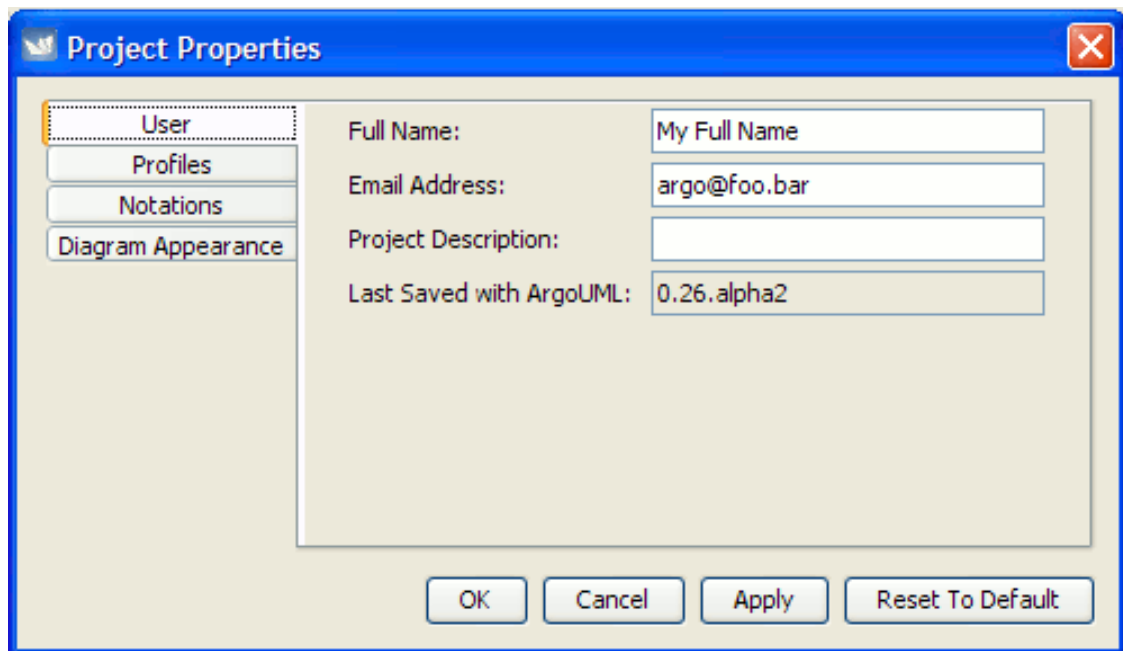 Project Properties
User
Profiles
Notations
Diagram Appearance
Full Name: My Full Name
Email Address: argo@foo.bar
Project Description:
Last Saved with ArgoUML: 0.26.alpha2
OK Cancel Apply Reset To Default